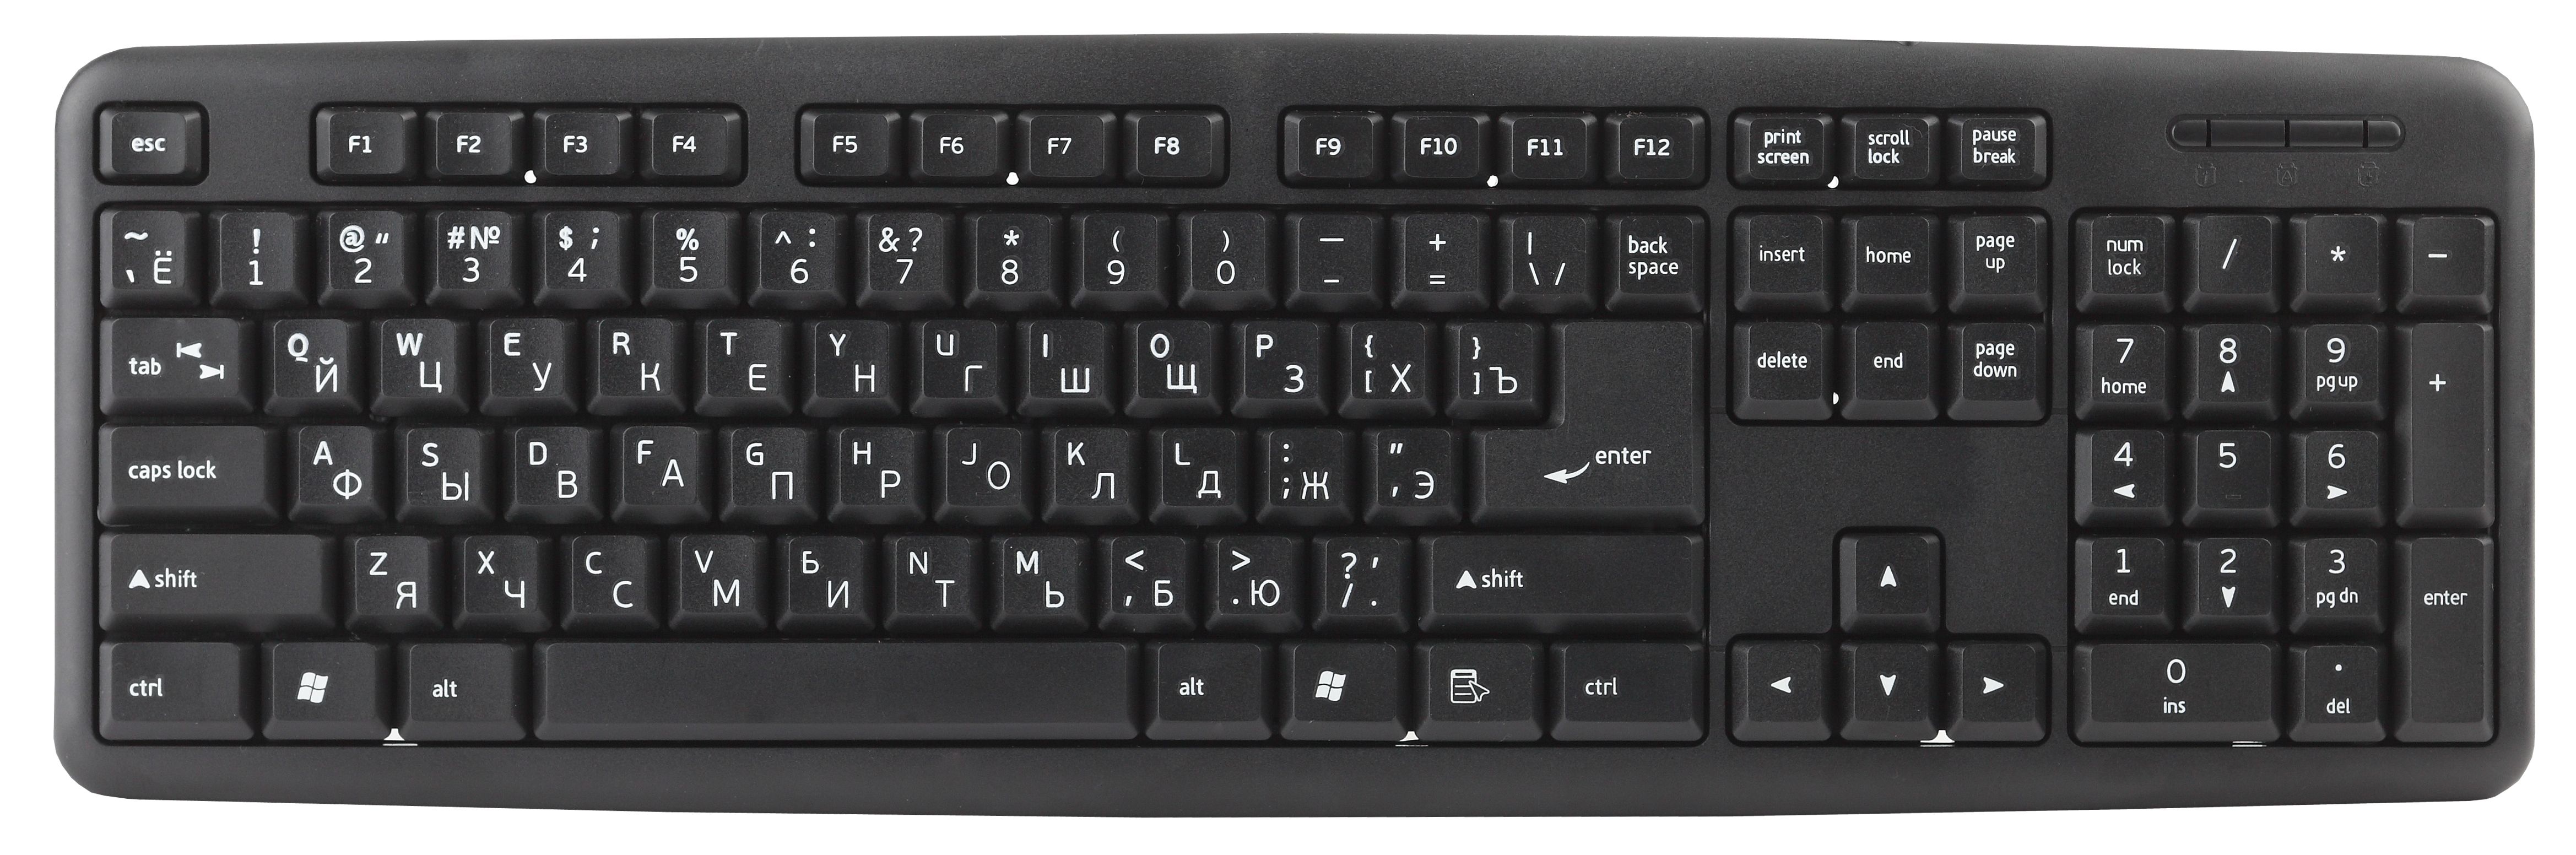 esc F1 F2 F3 F4 F5 F6 F7 F8 F9 F10 F11 F12 print screen scroll lock pause break
~ ! @ " # № $ ; % ^ : & ? * ( ) — + | back space insert home page up num lock / * -
` Ё 1 2 3 4 5 6 7 8 9 0 - = \ /
tab Q W E R T Y U I O P { } delete end page down 7 8 9 +
Й Ц У К Е Н Г Ш Щ З [ Х ] Ъ home pg up
caps lock A S D F G H J K L : " enter 4 5 6
Ф Ы В А П Р О Л Д ; Ж ' Э
shift Z X C V Б N M < > ? , shift 1 2 3 enter
Я Ч С М И Т Ь , Б . Ю / . end pg dn
ctrl alt alt ctrl 0 .
ins del